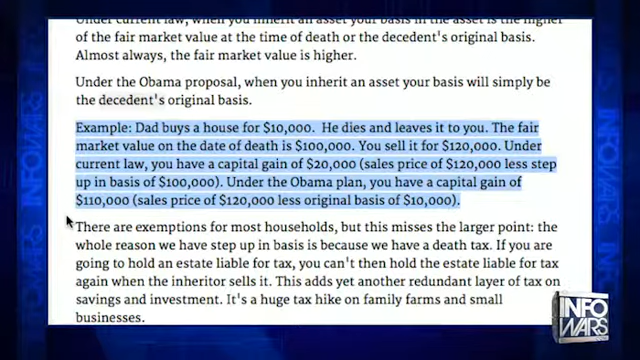 Under current law, when you inherit an asset your basis in the asset is the higher
of the fair market value at the time of death or the decedent's original basis.
Almost always, the fair market value is higher.
Under the Obama proposal, when you inherit an asset your basis will simply be
the decedent's original basis.
Example: Dad buys a house for $10,000. He dies and leaves it to you. The fair
market value on the date of death is $100,000. You sell it for $120,000. Under
current law, you have a capital gain of $20,000 (sales price of $120,000 less step
up in basis of $100,000). Under the Obama plan, you have a capital gain of
$110,000 (sales price of $120,000 less original basis of $10,000).
There are exemptions for most households, but this misses the larger point: the
whole reason we have step up in basis is because we have a death tax. If you are
going to hold an estate liable for tax, you can't then hold the estate liable for tax
again when the inheritor sells it. This adds yet another redundant layer of tax on
savings and investment. It's a huge tax hike on family farms and small
businesses.
INFO
WARS